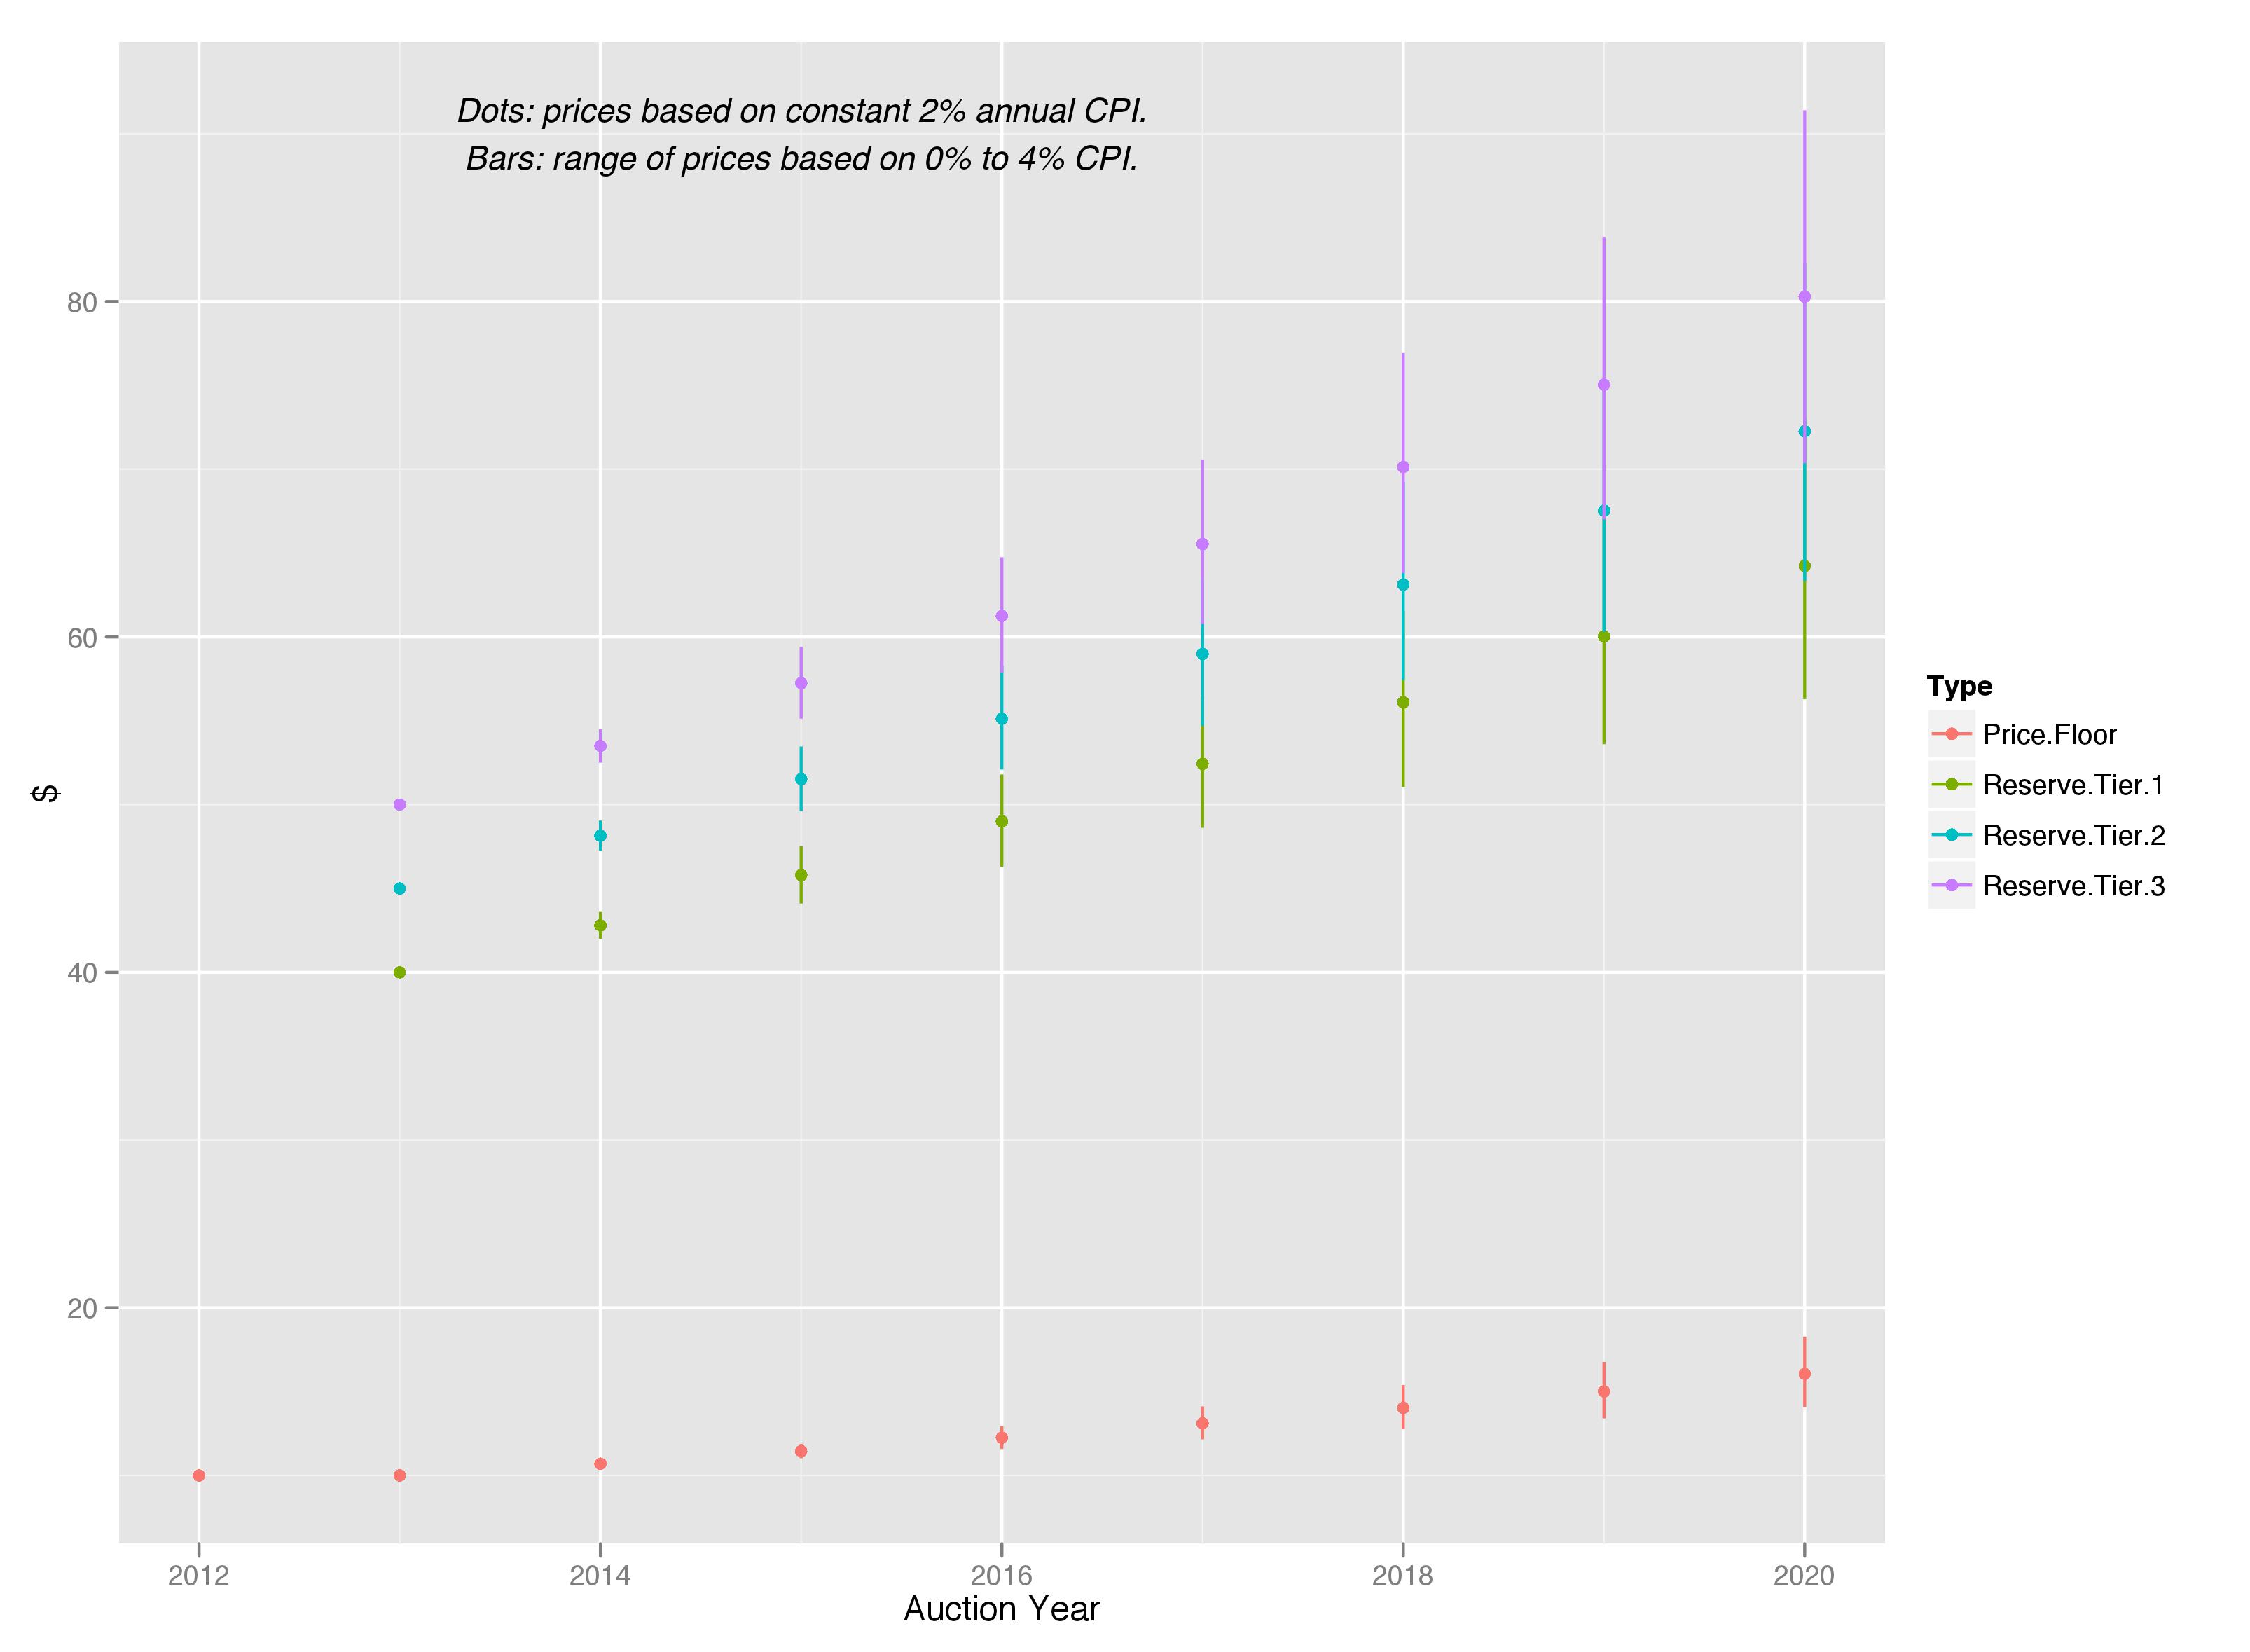 Dots: prices based on constant 2% annual CPI.
Bars: range of prices based on 0% to 4% CPI.
80
60
40
20
$
2012
2014
2016
2018
2020
Auction Year
Type
Price.Floor
Reserve.Tier.1
Reserve.Tier.2
Reserve.Tier.3